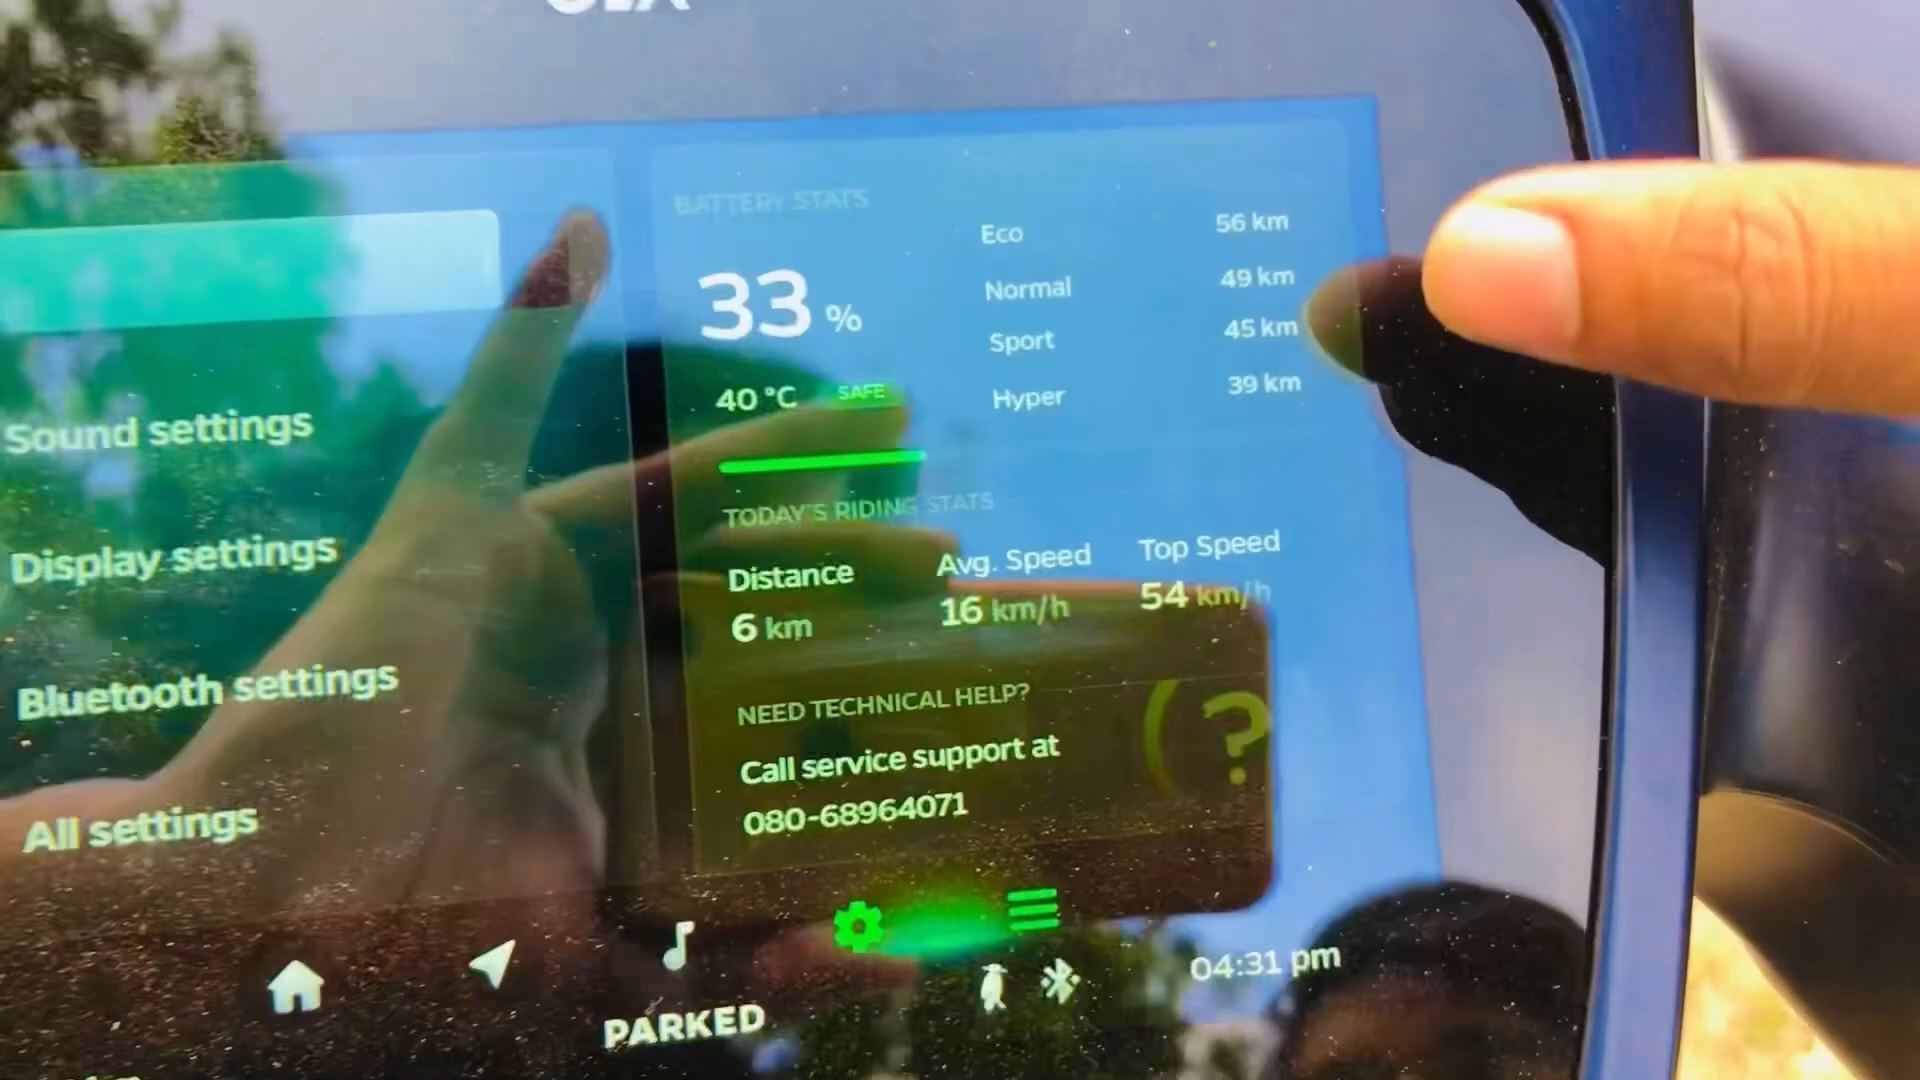 Sound settings
Display settings
Bluetooth settings
All settings
BATTERY STATS
33 %
40 °C SAFE
Eco 56 km
Normal 49 km
Sport 45 km
Hyper 39 km
TODAY'S RIDING STATS
Distance Avg. Speed Top Speed
6 km 16 km/h 54 km/h
NEED TECHNICAL HELP?
Call service support at
080-68964071
(?
04:31 pm
PARKED